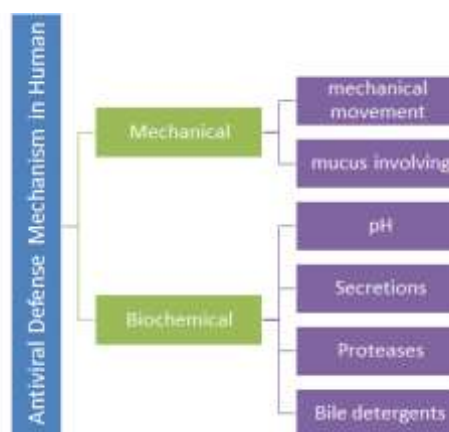 Antiviral Defense Mechanism in Human
Mechanical
mechanical
movement
mucus involving
Biochemical
pH
Secretions
Proteases
Bile detergents